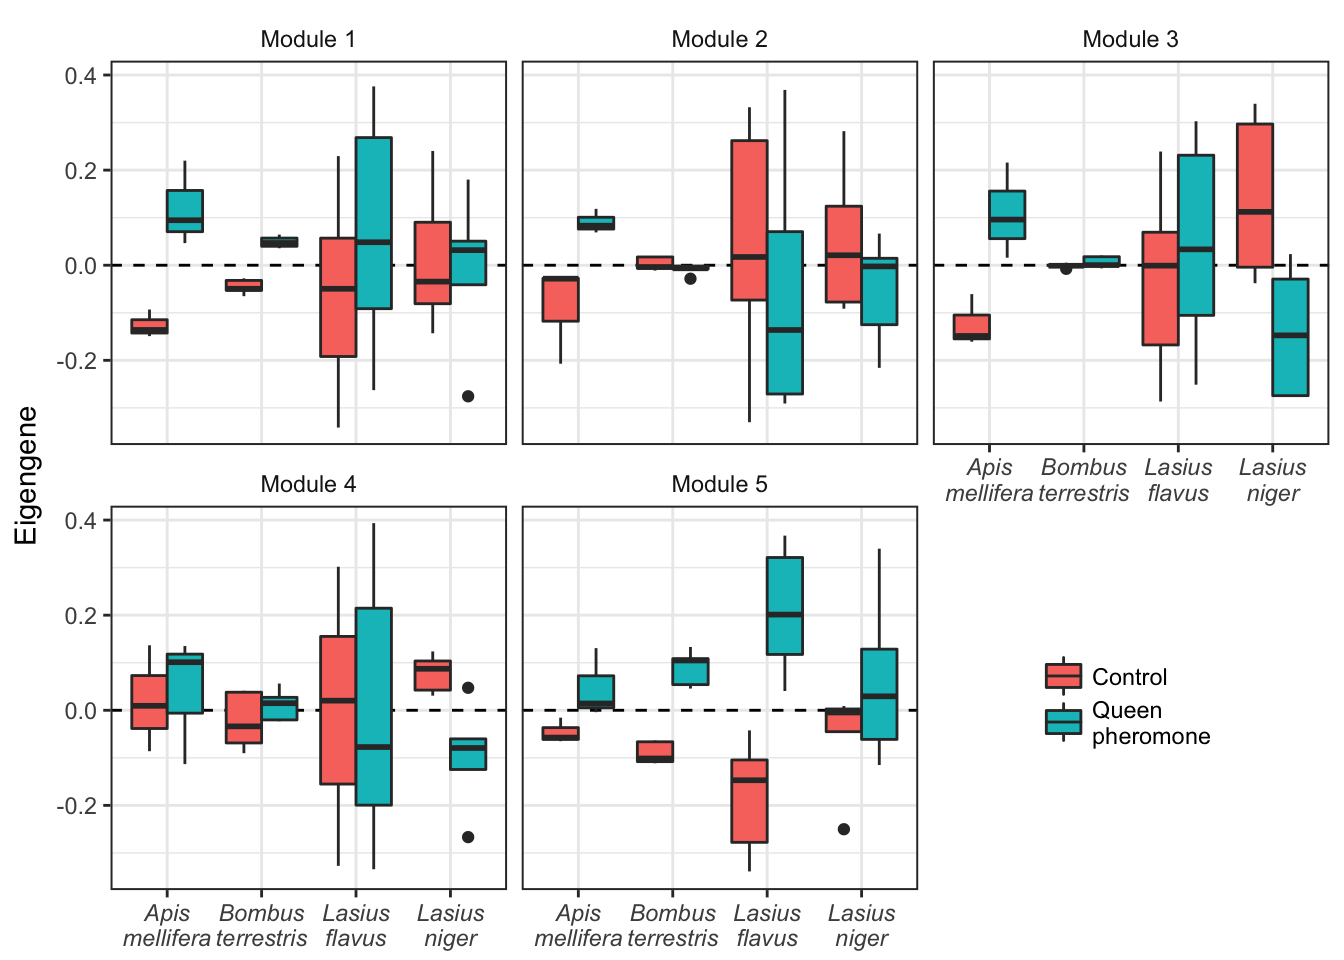 Module 1
Module 2
Module 3
0.4
0.2
0.0
-0.2
Apis
mellifera
Bombus
terrestris
Lasius
flavus
Lasius
niger
Eigengene
Module 4
Module 5
0.4
0.2
0.0
-0.2
Control
Queen
pheromone
Apis
mellifera
Bombus
terrestris
Lasius
flavus
Lasius
niger
Apis
mellifera
Bombus
terrestris
Lasius
flavus
Lasius
niger